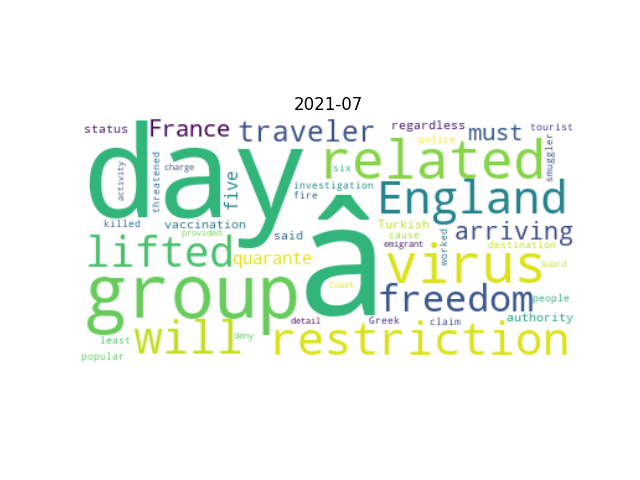 2021-07
status France traveler regardless must tourist
police
day related smuggler
activity threatened charge six
five investigation England
fire
killed vaccination Turkish arriving
provided said cause
lifted quarante emigrant worked destination
â virus Guard
group Coast freedom people
detail Greek claim authority
least will deny restriction
popular